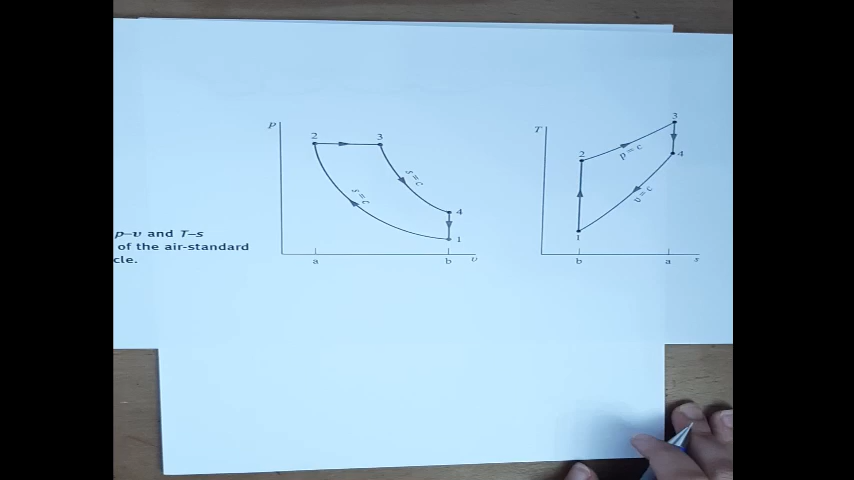 p–v and T–s
of the air-standard
cle.
p
2
3
s=c
s=c
4
1
a
b
v
T
3
2
p=c
4
v=c
1
b
a
s